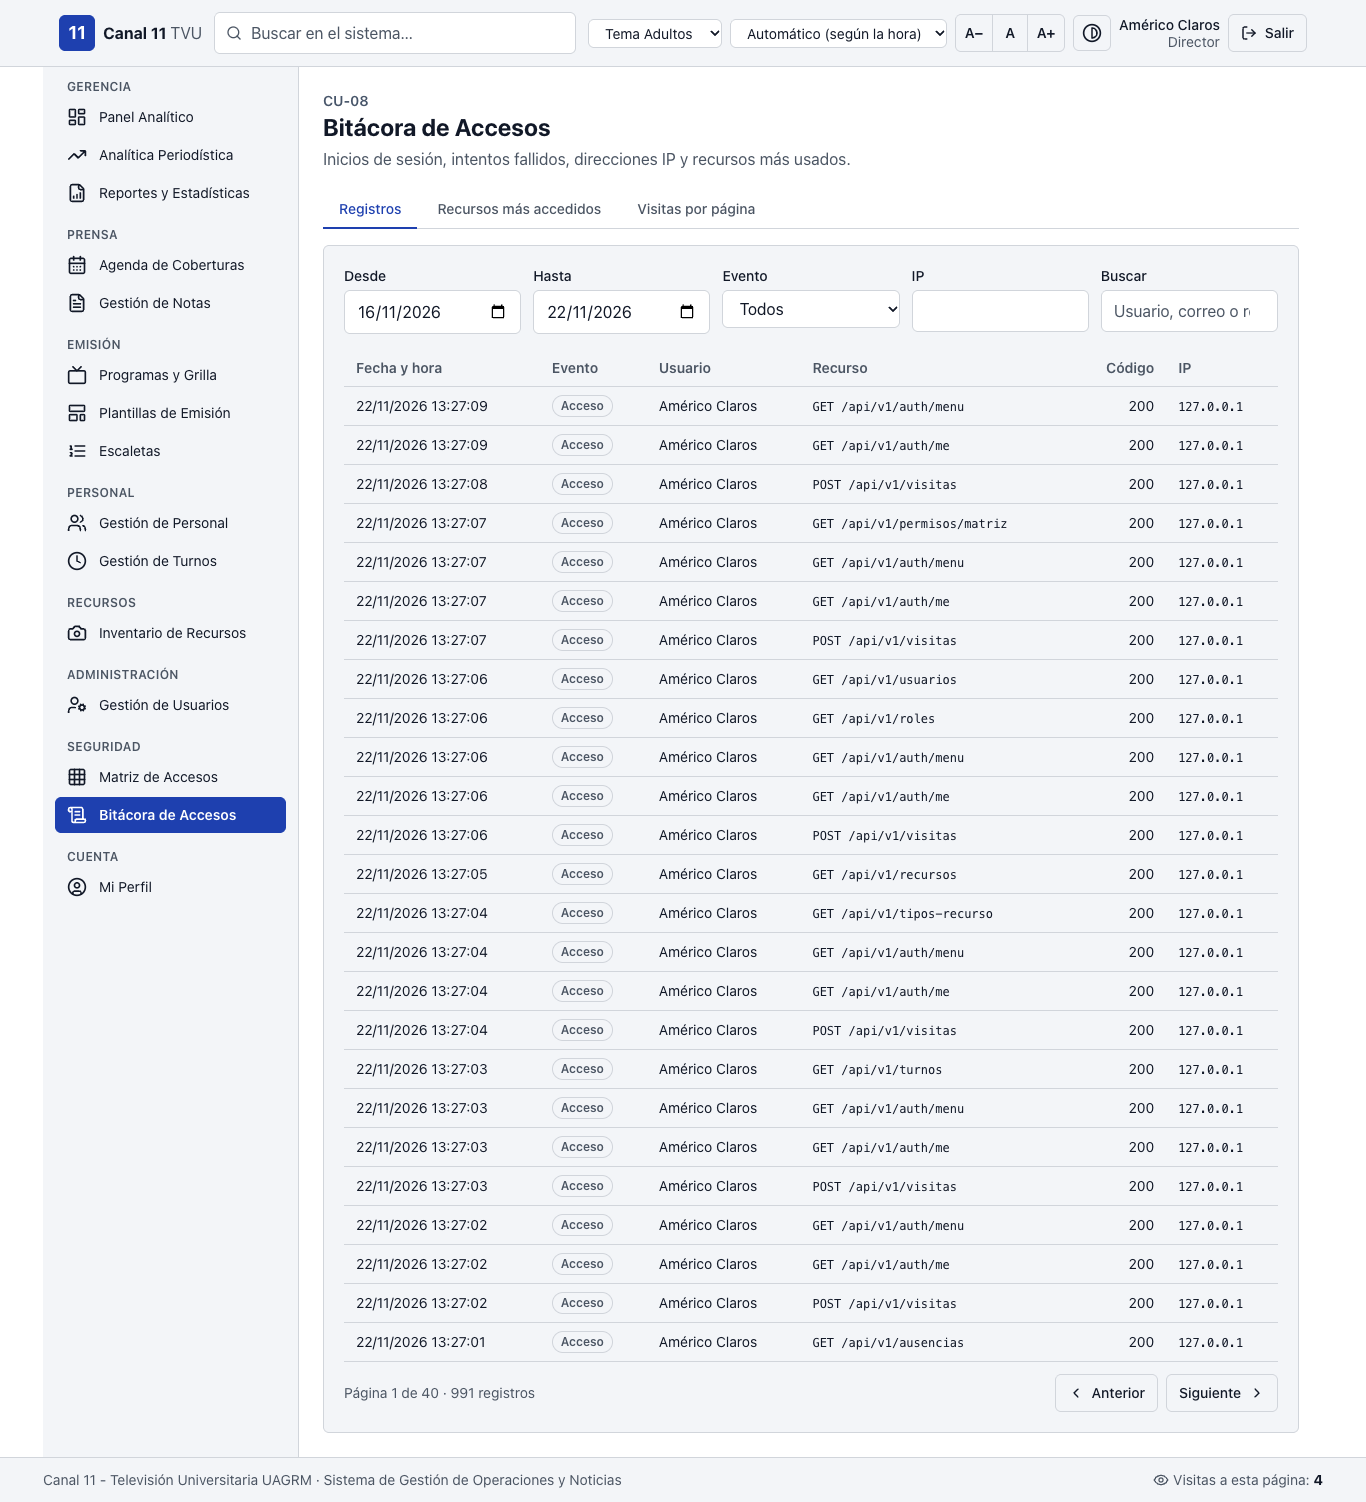 11 Canal 11 TVU
Buscar en el sistema...
Tema Adultos
Automático (según la hora)
A− A A+
Américo Claros
Director
Salir
GERENCIA
Panel Analítico
Analítica Periodística
Reportes y Estadísticas
PRENSA
Agenda de Coberturas
Gestión de Notas
EMISIÓN
Programas y Grilla
Plantillas de Emisión
Escaletas
PERSONAL
Gestión de Personal
Gestión de Turnos
RECURSOS
Inventario de Recursos
ADMINISTRACIÓN
Gestión de Usuarios
SEGURIDAD
Matriz de Accesos
Bitácora de Accesos
CUENTA
Mi Perfil
CU-08
Bitácora de Accesos
Inicios de sesión, intentos fallidos, direcciones IP y recursos más usados.
Registros Recursos más accedidos Visitas por página
Desde Hasta Evento IP Buscar
16/11/2026 22/11/2026 Todos Usuario, correo o r
Fecha y hora Evento Usuario Recurso Código IP
22/11/2026 13:27:09 Acceso Américo Claros GET /api/v1/auth/menu 200 127.0.0.1
22/11/2026 13:27:09 Acceso Américo Claros GET /api/v1/auth/me 200 127.0.0.1
22/11/2026 13:27:08 Acceso Américo Claros POST /api/v1/visitas 200 127.0.0.1
22/11/2026 13:27:07 Acceso Américo Claros GET /api/v1/permisos/matriz 200 127.0.0.1
22/11/2026 13:27:07 Acceso Américo Claros GET /api/v1/auth/menu 200 127.0.0.1
22/11/2026 13:27:07 Acceso Américo Claros GET /api/v1/auth/me 200 127.0.0.1
22/11/2026 13:27:07 Acceso Américo Claros POST /api/v1/visitas 200 127.0.0.1
22/11/2026 13:27:06 Acceso Américo Claros GET /api/v1/usuarios 200 127.0.0.1
22/11/2026 13:27:06 Acceso Américo Claros GET /api/v1/roles 200 127.0.0.1
22/11/2026 13:27:06 Acceso Américo Claros GET /api/v1/auth/menu 200 127.0.0.1
22/11/2026 13:27:06 Acceso Américo Claros GET /api/v1/auth/me 200 127.0.0.1
22/11/2026 13:27:06 Acceso Américo Claros POST /api/v1/visitas 200 127.0.0.1
22/11/2026 13:27:05 Acceso Américo Claros GET /api/v1/recursos 200 127.0.0.1
22/11/2026 13:27:04 Acceso Américo Claros GET /api/v1/tipos-recurso 200 127.0.0.1
22/11/2026 13:27:04 Acceso Américo Claros GET /api/v1/auth/menu 200 127.0.0.1
22/11/2026 13:27:04 Acceso Américo Claros GET /api/v1/auth/me 200 127.0.0.1
22/11/2026 13:27:04 Acceso Américo Claros POST /api/v1/visitas 200 127.0.0.1
22/11/2026 13:27:03 Acceso Américo Claros GET /api/v1/turnos 200 127.0.0.1
22/11/2026 13:27:03 Acceso Américo Claros GET /api/v1/auth/menu 200 127.0.0.1
22/11/2026 13:27:03 Acceso Américo Claros GET /api/v1/auth/me 200 127.0.0.1
22/11/2026 13:27:03 Acceso Américo Claros POST /api/v1/visitas 200 127.0.0.1
22/11/2026 13:27:02 Acceso Américo Claros GET /api/v1/auth/menu 200 127.0.0.1
22/11/2026 13:27:02 Acceso Américo Claros GET /api/v1/auth/me 200 127.0.0.1
22/11/2026 13:27:02 Acceso Américo Claros POST /api/v1/visitas 200 127.0.0.1
22/11/2026 13:27:01 Acceso Américo Claros GET /api/v1/ausencias 200 127.0.0.1
Página 1 de 40 · 991 registros
Anterior Siguiente
Canal 11 - Televisión Universitaria UAGRM · Sistema de Gestión de Operaciones y Noticias
Visitas a esta página: 4